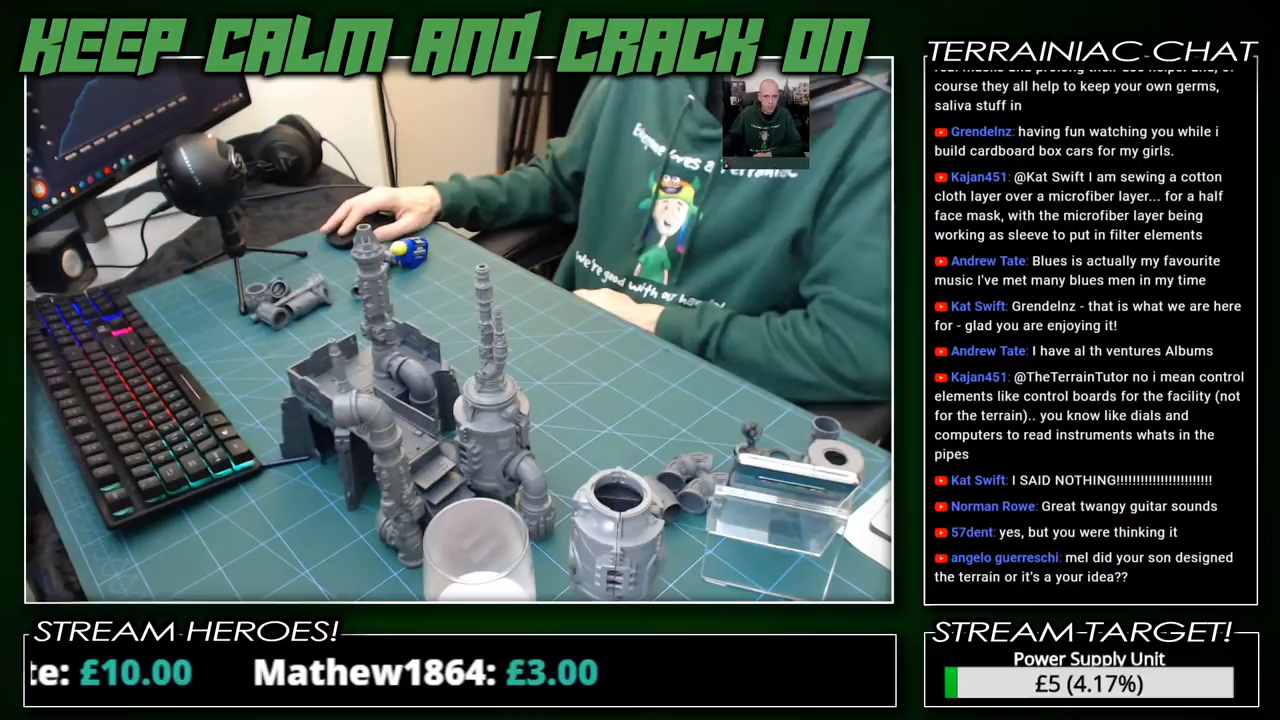 KEEP CALM AND CRACK ON
TERRAINIAC CHAT
course they all help to keep your own germs,
saliva stuff in
Grendelnz: having fun watching you while i
build cardboard box cars for my girls.
Kajan451: @Kat Swift I am sewing a cotton
cloth layer over a microfiber layer... for a half
face mask, with the microfiber layer being
working as sleeve to put in filter elements
Andrew Tate: Blues is actually my favourite
music I've met many blues men in my time
Kat Swift: Grendelnz - that is what we are here
for - glad you are enjoying it!
Andrew Tate: I have al th ventures Albums
Kajan451: @TheTerrainTutor no i mean control
elements like control boards for the facility (not
for the terrain).. you know like dials and
computers to read instruments whats in the
pipes
Kat Swift: I SAID NOTHING!!!!!!!!!!!!!!!!!!!!!!!!
Norman Rowe: Great twangy guitar sounds
57dent: yes, but you were thinking it
angelo guerreschi: mel did your son designed
the terrain or it's a your idea??
loves a Terrainiac
We're good with our
STREAM HEROES!
te: £10.00 Mathew1864: £3.00
STREAM TARGET!
Power Supply Unit
£5 (4.17%)